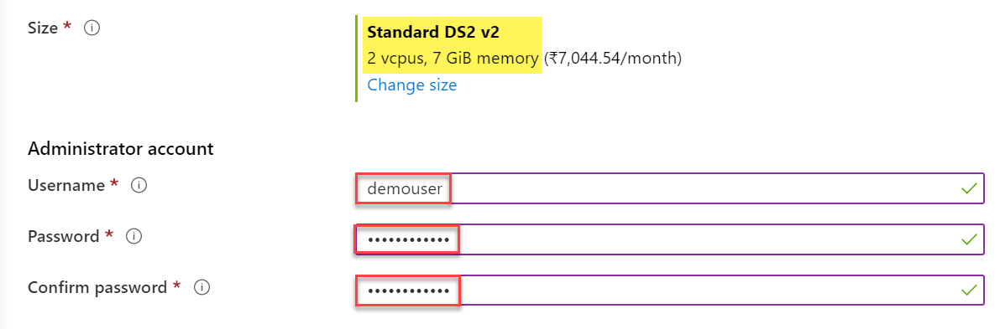 Size * ⓘ
Standard DS2 v2
2 vcpus, 7 GiB memory (₹7,044.54/month)
Change size
Administrator account
Username * ⓘ
demouser
Password * ⓘ
••••••••••••
Confirm password * ⓘ
••••••••••••